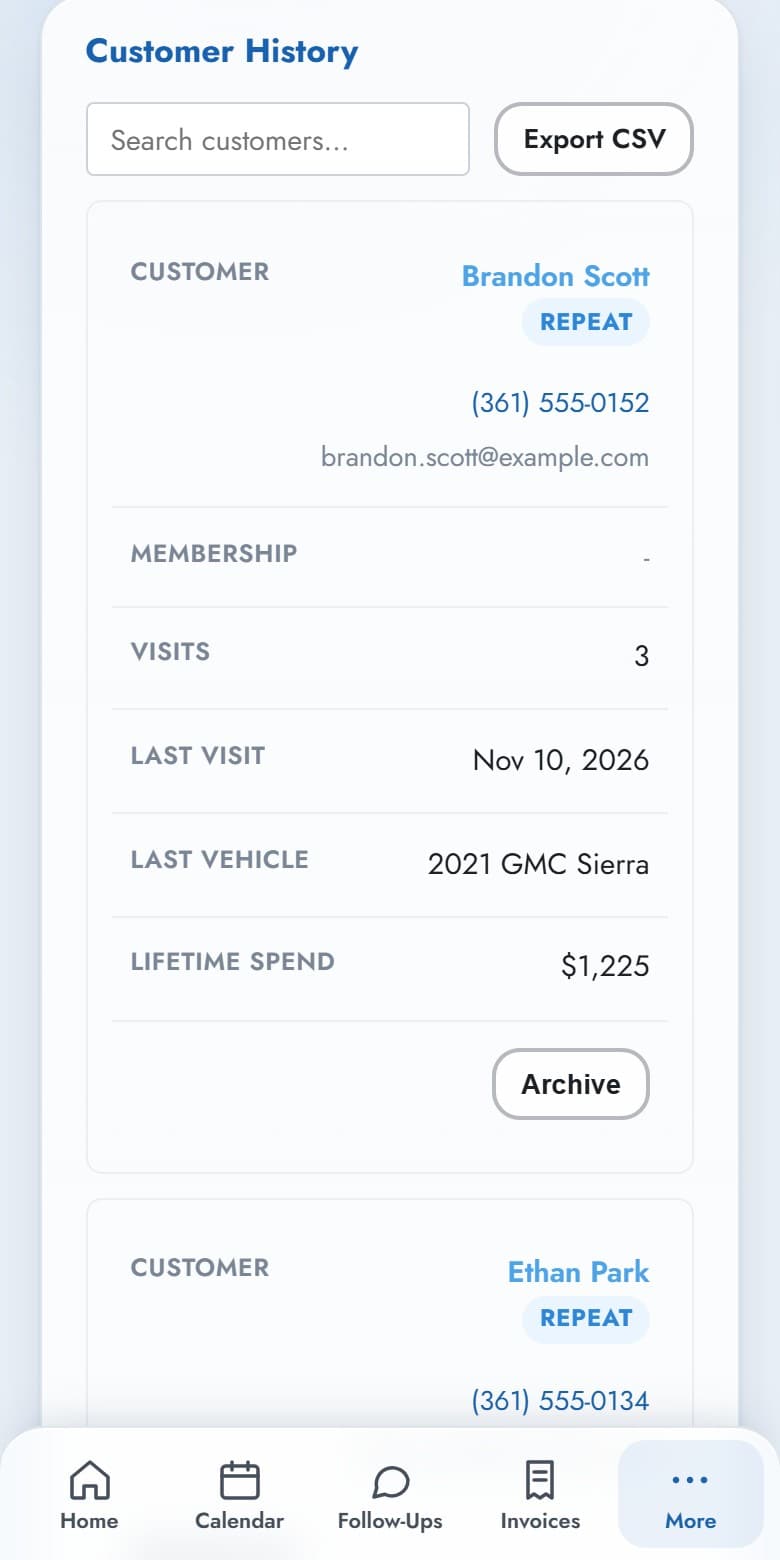 Customer History
Search customers...
Export CSV
CUSTOMER
Brandon Scott
REPEAT
(361) 555-0152
brandon.scott@example.com
MEMBERSHIP
-
VISITS
3
LAST VISIT
Nov 10, 2026
LAST VEHICLE
2021 GMC Sierra
LIFETIME SPEND
$1,225
Archive
CUSTOMER
Ethan Park
REPEAT
(361) 555-0134
Home
Calendar
Follow-Ups
Invoices
More